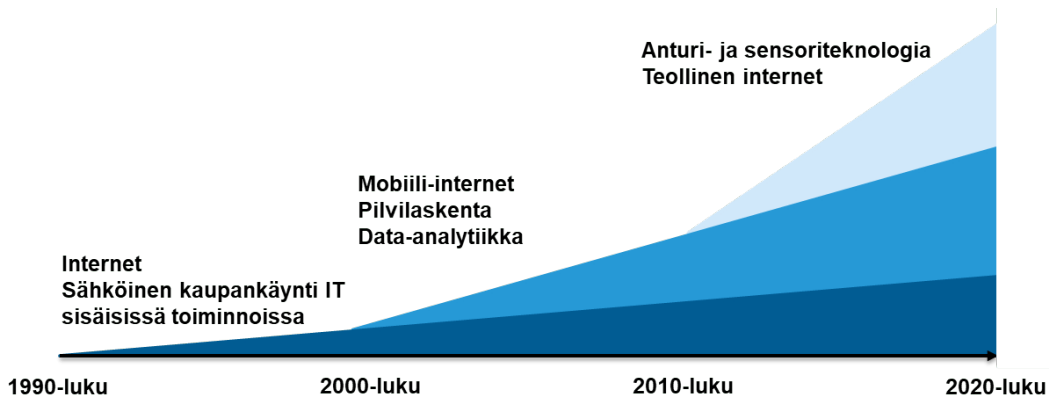 Anturi- ja sensoriteknologia
Teollinen internet
Mobiili-internet
Pilvilaskenta
Data-analytiikka
Internet
Sähköinen kaupankäynti IT
sisäisissä toiminnoissa
1990-luku
2000-luku
2010-luku
2020-luku